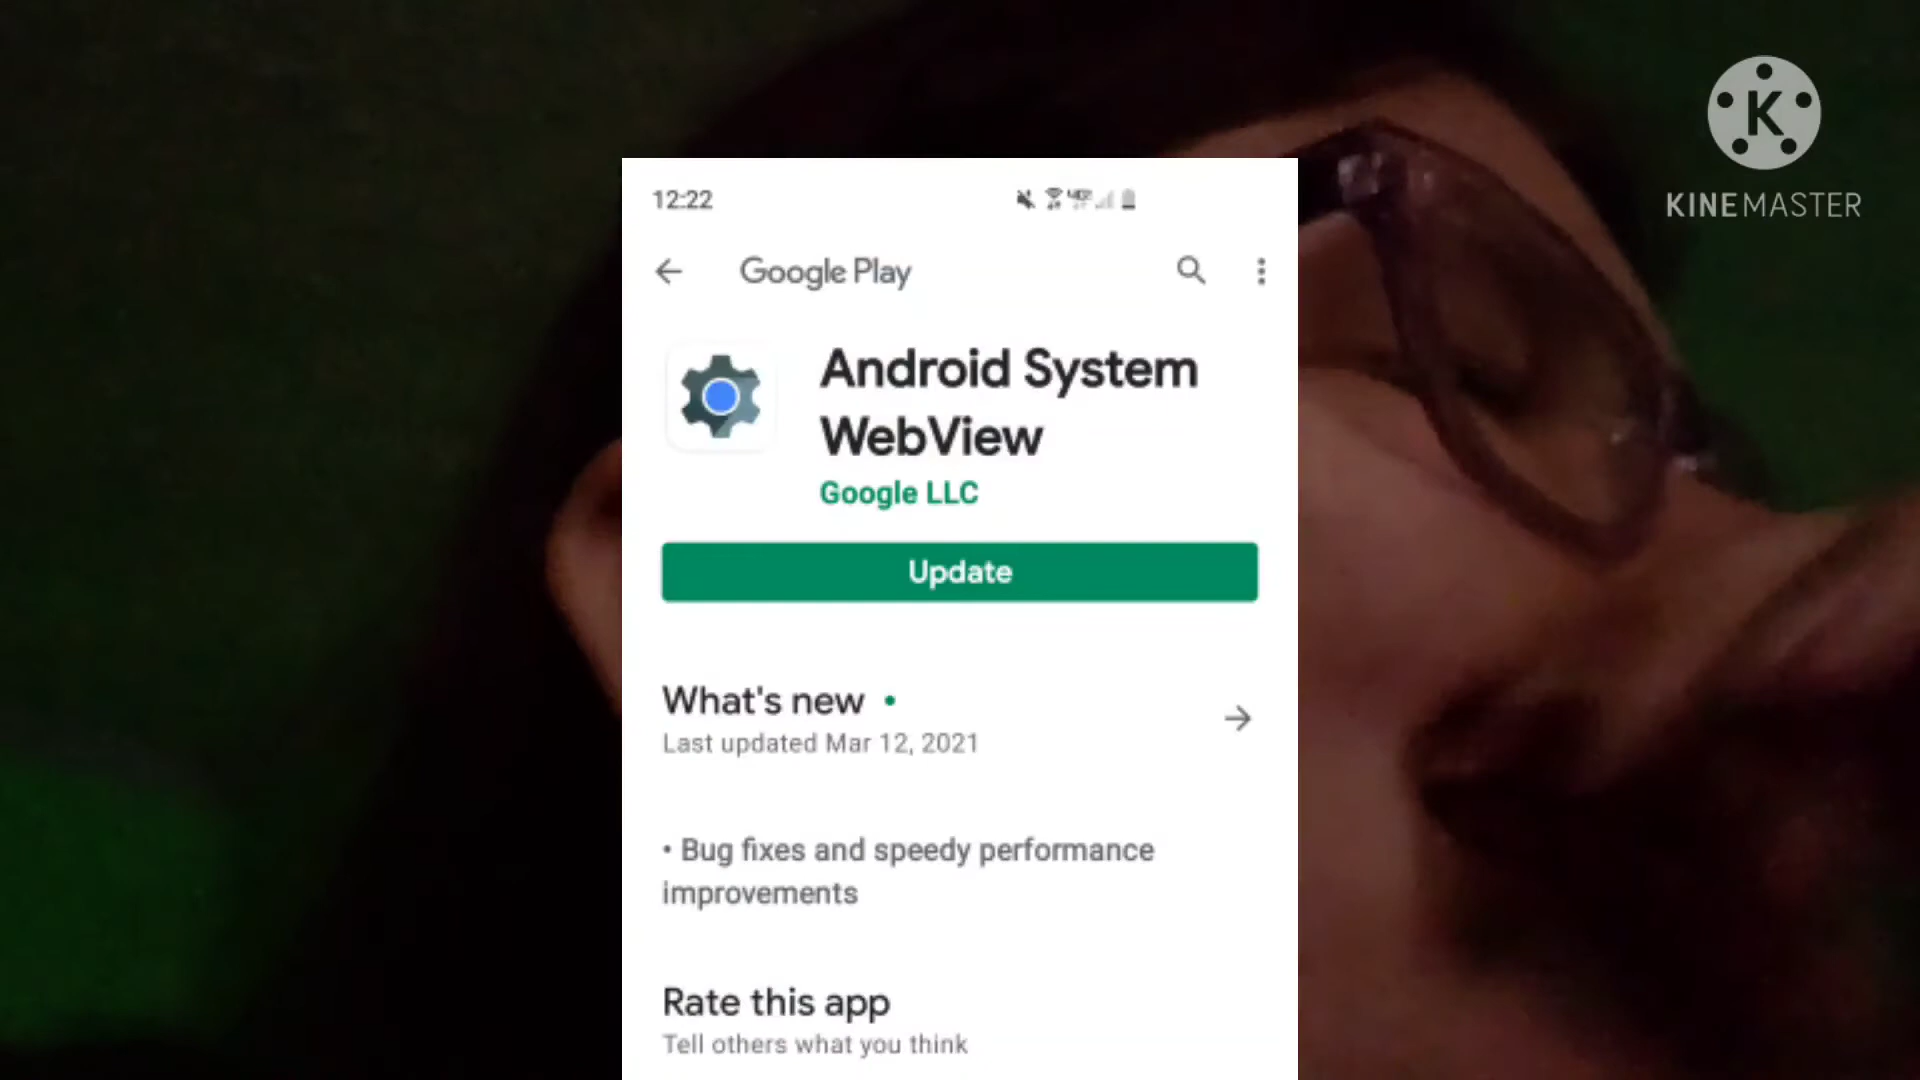 K
KINEMASTER
12:22
Google Play
Android System
WebView
Google LLC
Update
What's new •
Last updated Mar 12, 2021
• Bug fixes and speedy performance
improvements
Rate this app
Tell others what you think